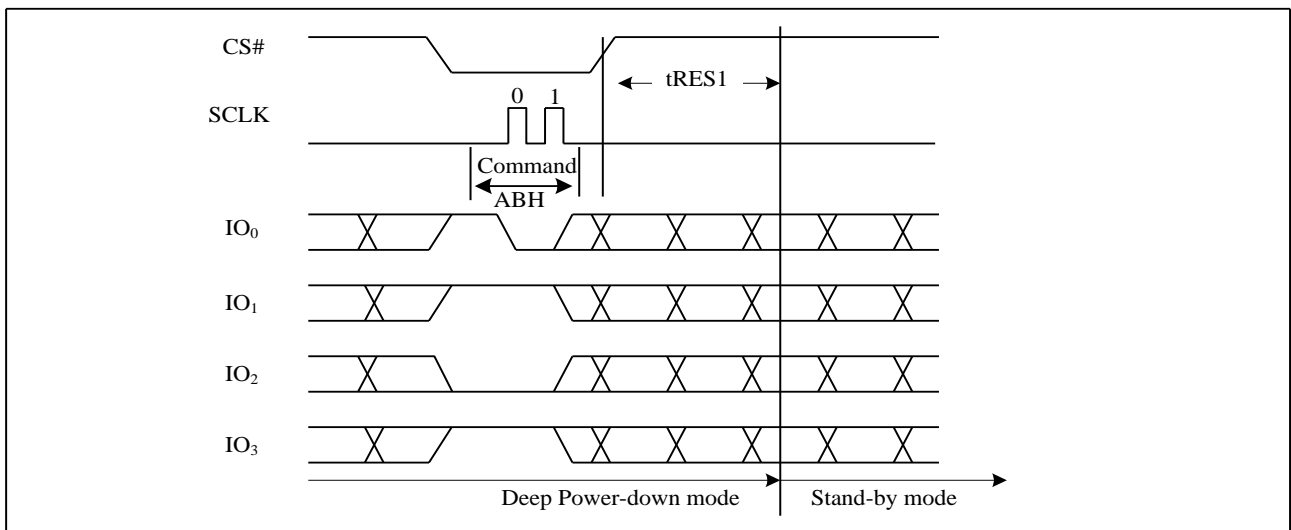 CS#
tRES1
0 1
SCLK
Command
ABH
IO₀
IO₁
IO₂
IO₃
Deep Power-down mode Stand-by mode